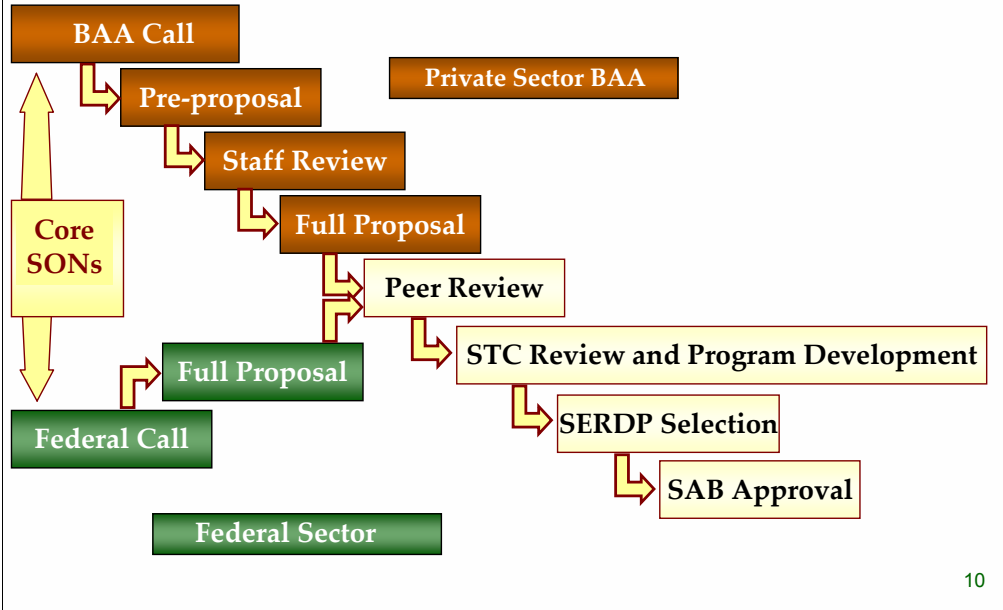 BAA Call
Private Sector BAA
Pre-proposal
Staff Review
Core
SONs
Full Proposal
Peer Review
STC Review and Program Development
Full Proposal
SERDP Selection
Federal Call
SAB Approval
Federal Sector
10